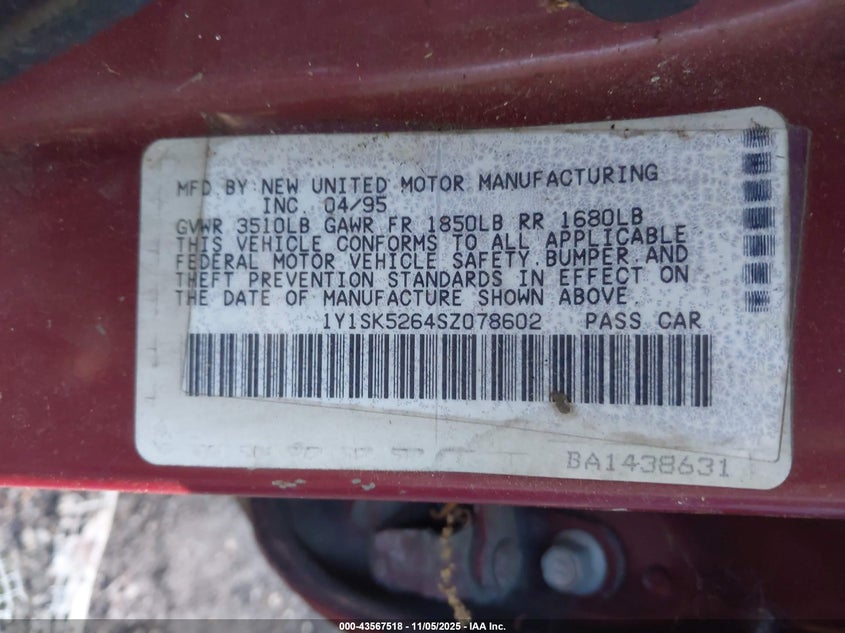 MFD BY NEW UNITED MOTOR MANUFACTURING
INC. 04/95
GVWR 3510LB GAWR FR 1850LB RR 1680LB
THIS VEHICLE CONFORMS TO ALL APPLICABLE
FEDERAL MOTOR VEHICLE SAFETY, BUMPER, AND
THEFT PREVENTION STANDARDS IN EFFECT ON
THE DATE OF MANUFACTURE SHOWN ABOVE.
1Y1SK5264SZ078602 PASS CAR
BA1438631
000-43567518 - 11/05/2025 - IAA Inc.